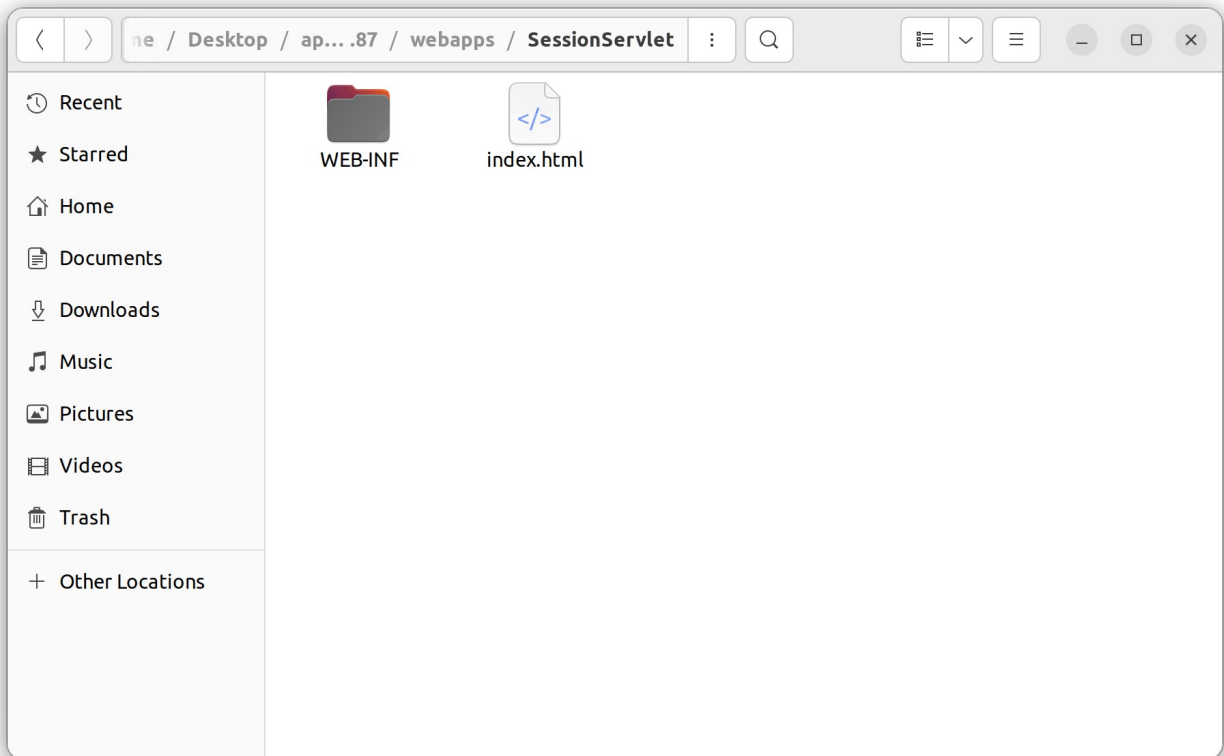 ne / Desktop / ap... .87 / webapps / SessionServlet
Recent
Starred
Home
Documents
Downloads
Music
Pictures
Videos
Trash
Other Locations
</>
WEB-INF
index.html